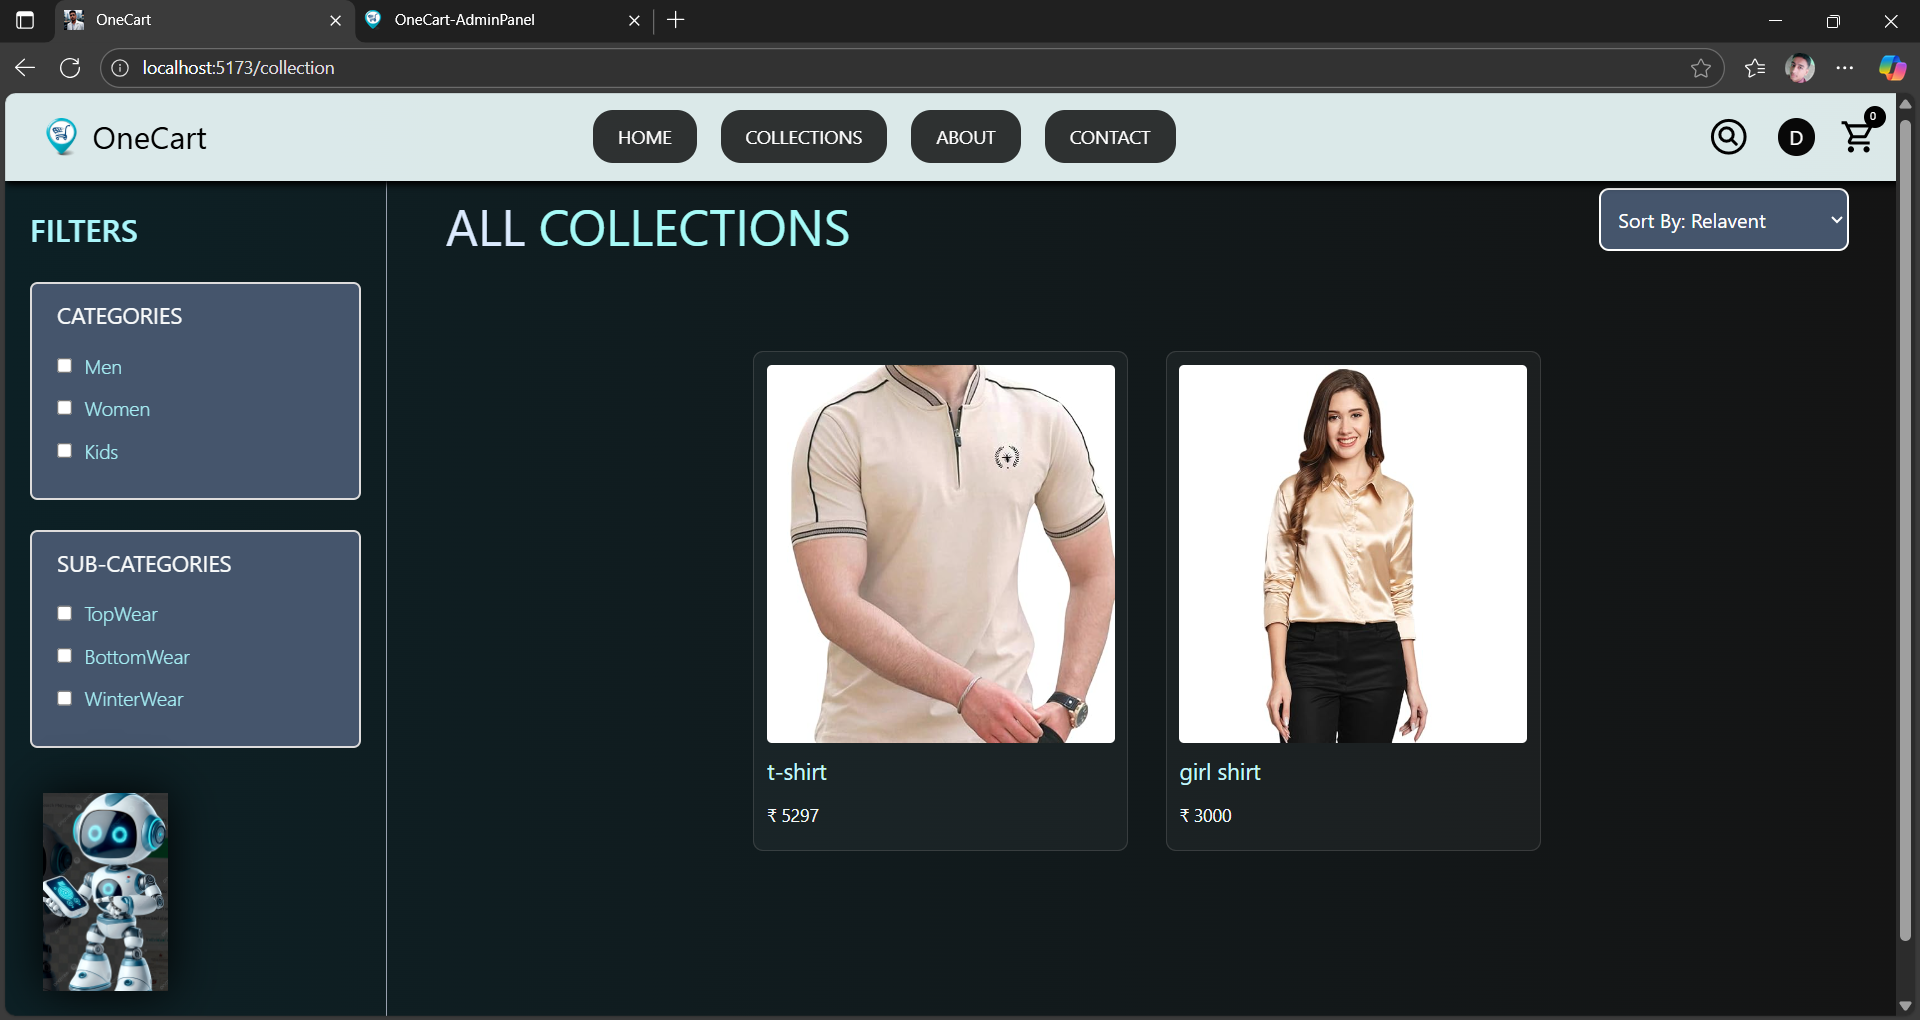 OneCart
OneCart-AdminPanel
localhost:5173/collection
OneCart
HOME
COLLECTIONS
ABOUT
CONTACT
D
0
FILTERS
CATEGORIES
Men
Women
Kids
SUB-CATEGORIES
TopWear
BottomWear
WinterWear
ALL COLLECTIONS
Sort By: Relavent
t-shirt
₹ 5297
girl shirt
₹ 3000